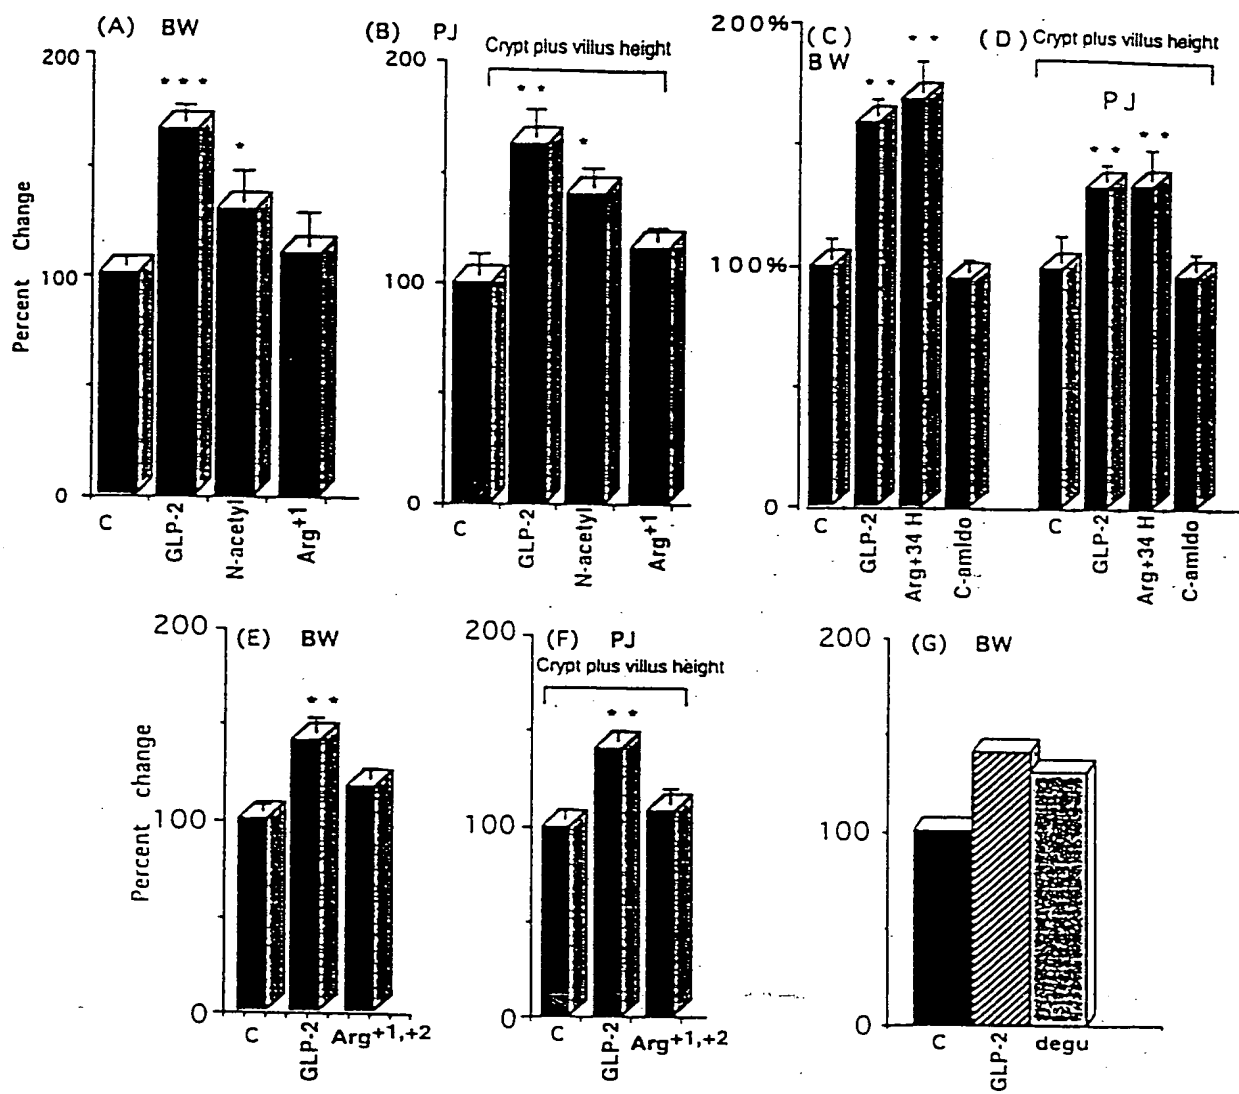 (A) BW
200
* * *
*
100
0
Percent Change
C
GLP-2
N-acetyl
Arg+1
(B) PJ
Crypt plus villus height
200
* *
*
100
0
C
GLP-2
N-acetyl
Arg+1
200%
(C)
BW
* *
* *
100%
0
C
GLP-2
Arg+34 H
C-amido
(D) Crypt plus villus height
PJ
* *
* *
C
GLP-2
Arg+34 H
C-amido
200
(E) BW
* *
100
0
Percent change
C
GLP-2
Arg+1,+2
200
(F) PJ
Crypt plus villus height
* *
100
0
C
GLP-2
Arg+1,+2
200
(G) BW
100
0
C
GLP-2
degu